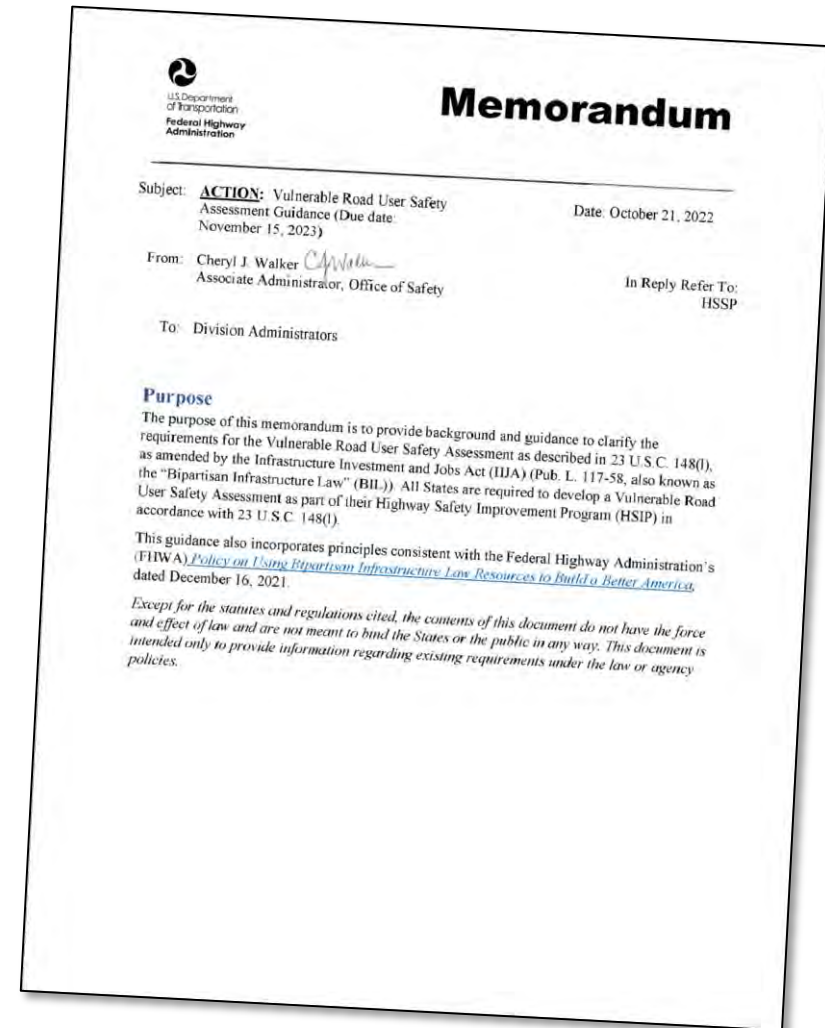 U.S. Department
of Transportation
Federal Highway
Administration
Memorandum
Subject: ACTION: Vulnerable Road User Safety
Assessment Guidance (Due date:
November 15, 2023)
Date: October 21, 2022
From: Cheryl J. Walker CJWalker
Associate Administrator, Office of Safety
In Reply Refer To:
HSSP
To: Division Administrators
Purpose
The purpose of this memorandum is to provide background and guidance to clarify the
requirements for the Vulnerable Road User Safety Assessment as described in 23 U.S.C. 148(l),
as amended by the Infrastructure Investment and Jobs Act (IIJA) (Pub. L. 117-58, also known as
the "Bipartisan Infrastructure Law" (BIL)). All States are required to develop a Vulnerable Road
User Safety Assessment as part of their Highway Safety Improvement Program (HSIP) in
accordance with 23 U.S.C. 148(l).
This guidance also incorporates principles consistent with the Federal Highway Administration's
(FHWA) Policy on Using Bipartisan Infrastructure Law Resources to Build a Better America,
dated December 16, 2021.
Except for the statutes and regulations cited, the contents of this document do not have the force
and effect of law and are not meant to bind the States or the public in any way. This document is
intended only to provide information regarding existing requirements under the law or agency
policies.